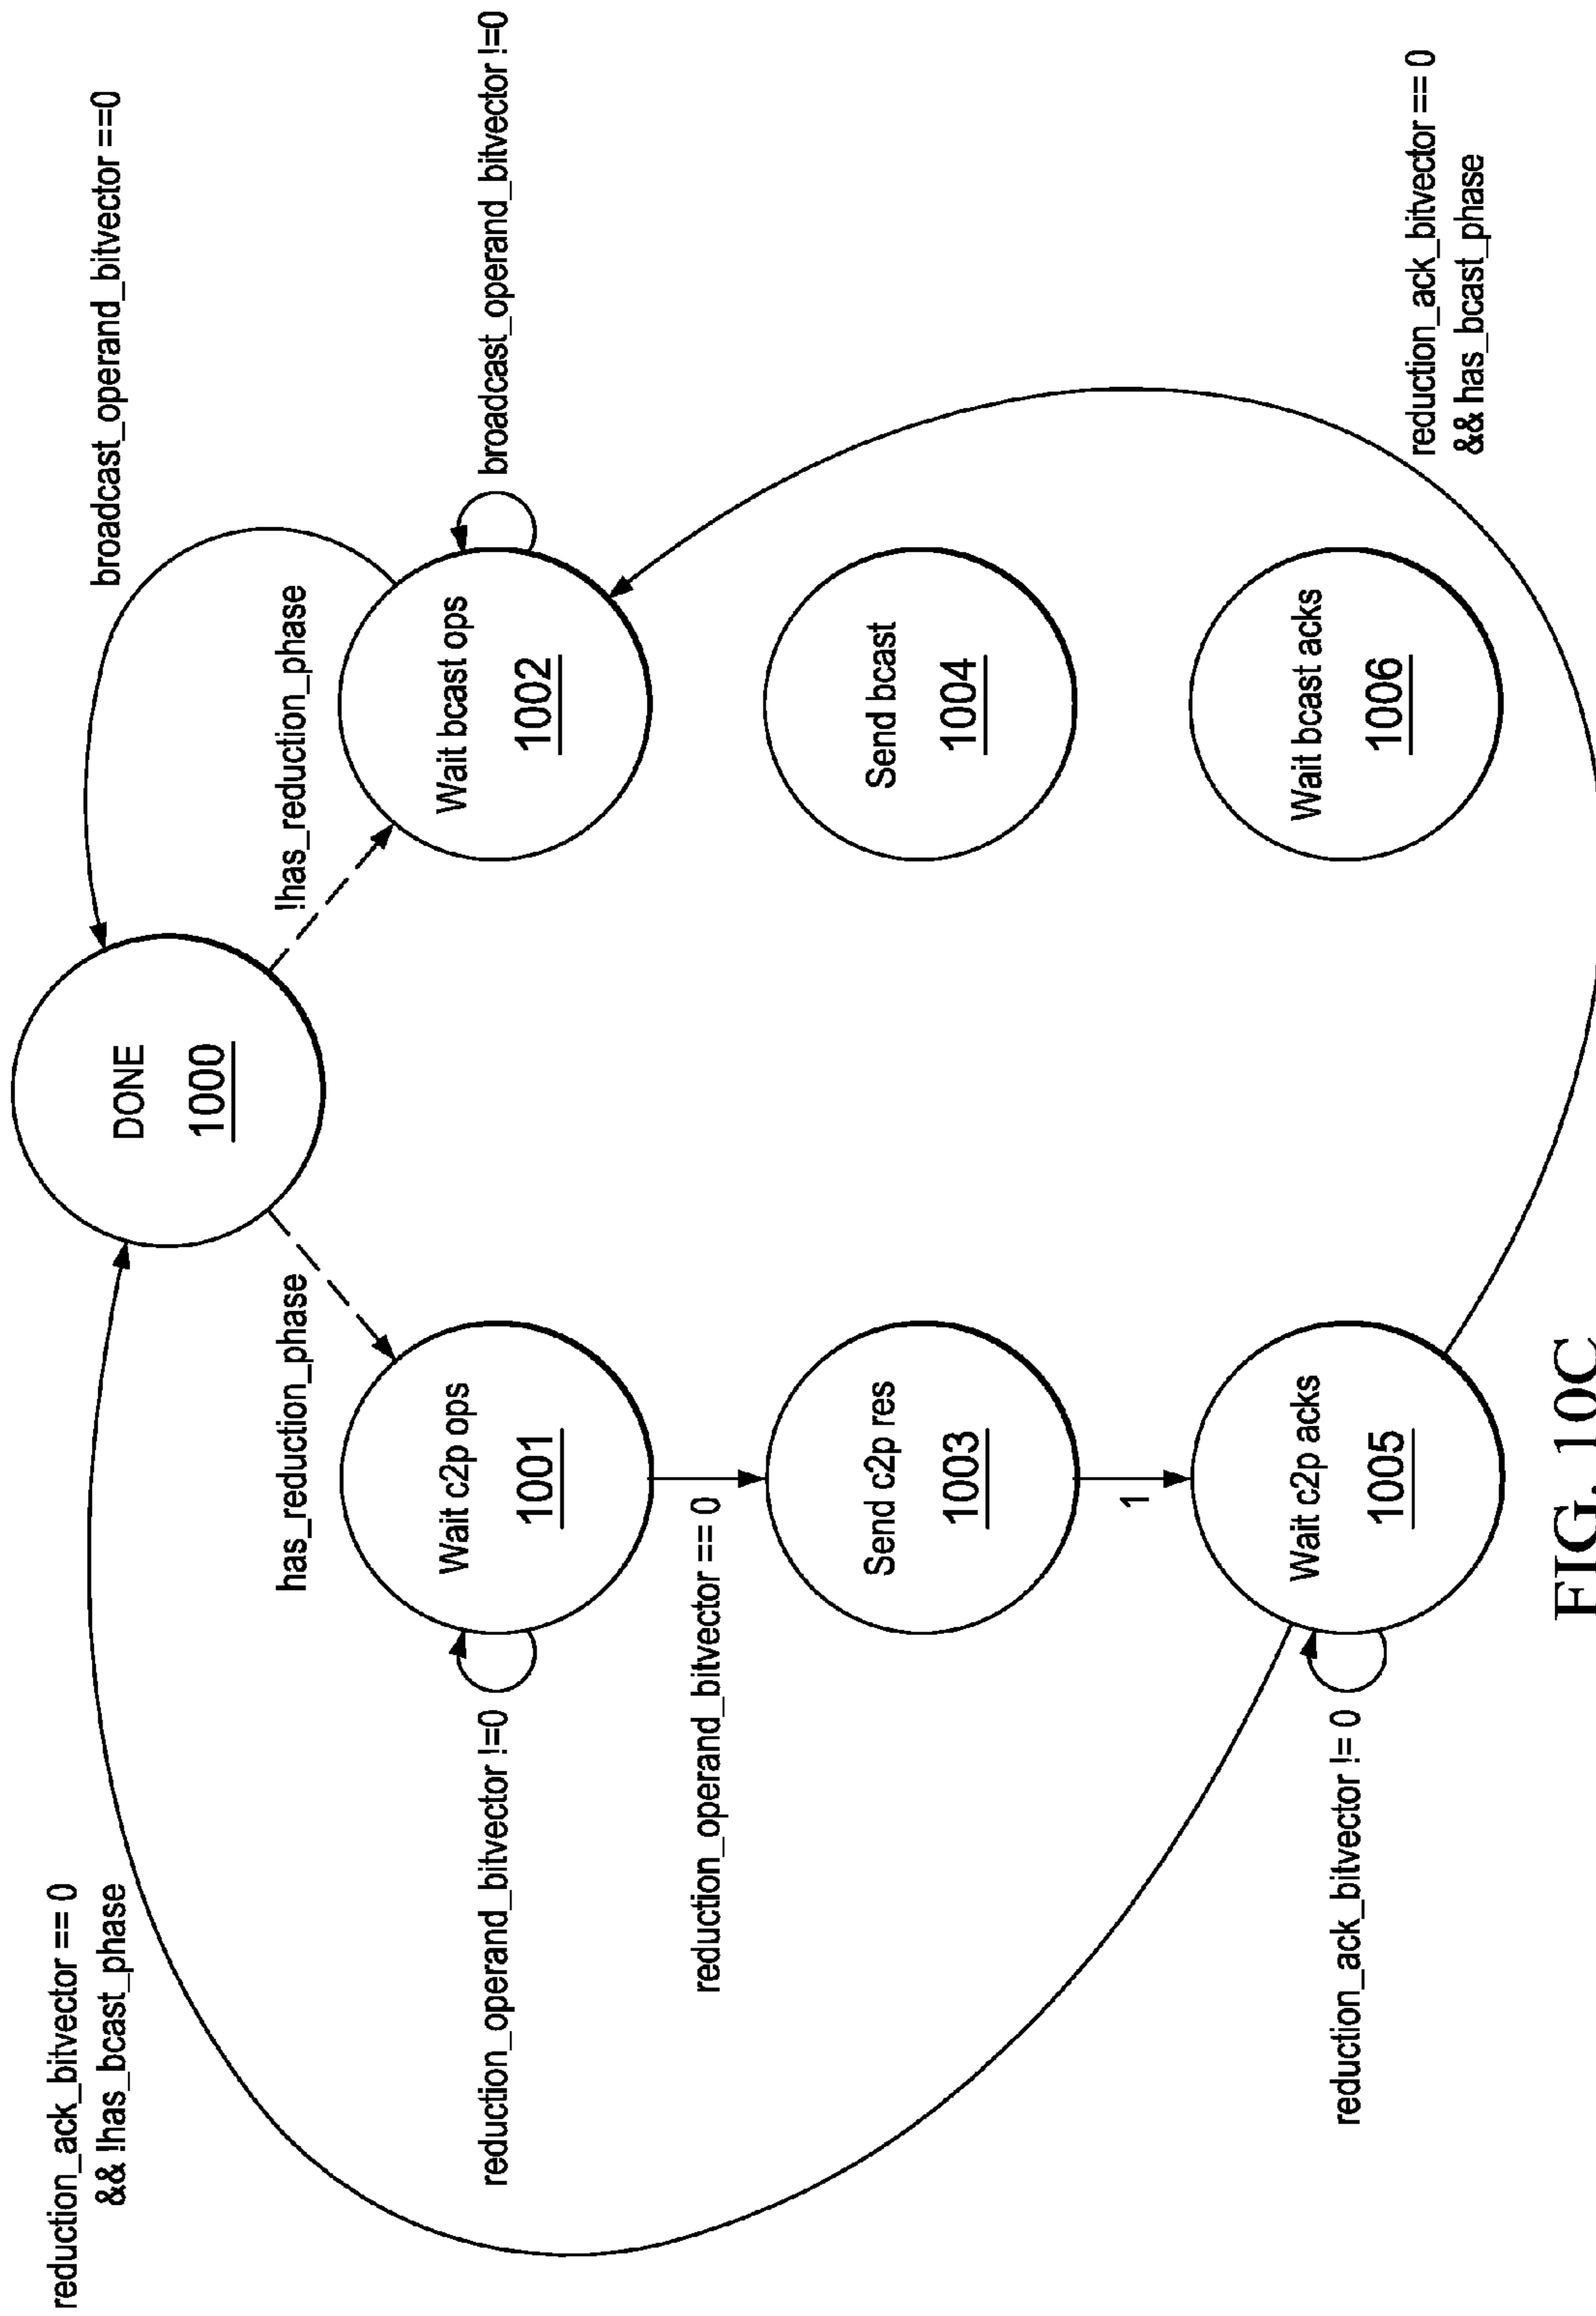 reduction_ack_bitvector == 0
&& !has_bcast_phase
broadcast_operand_bitvector ==0
DONE
1000
has_reduction_phase
!has_reduction_phase
reduction_operand_bitvector !=0
Wait c2p ops
1001
Wait bcast ops
1002
broadcast_operand_bitvector !=0
reduction_operand_bitvector == 0
Send c2p res
1003
Send bcast
1004
1
reduction_ack_bitvector != 0
Wait c2p acks
1005
Wait bcast acks
1006
reduction_ack_bitvector == 0
&& has_bcast_phase
FIG. 10C